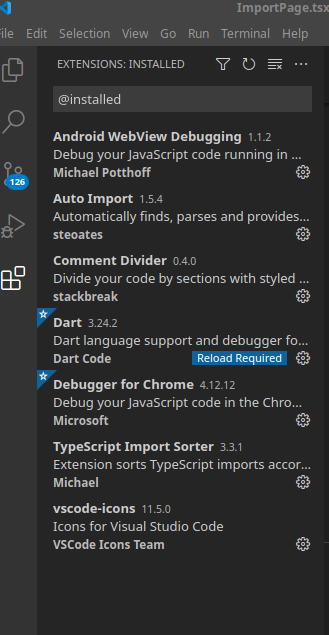 ImportPage.tsx
File Edit Selection View Go Run Terminal Help
EXTENSIONS: INSTALLED
@installed
Android WebView Debugging 1.1.2
Debug your JavaScript code running in ...
Michael Potthoff
126
Auto Import 1.5.4
Automatically finds, parses and provides...
steoates
Comment Divider 0.4.0
Divide your code by sections with styled ...
stackbreak
Dart 3.24.2
Dart language support and debugger fo...
Dart Code Reload Required
Debugger for Chrome 4.12.12
Debug your JavaScript code in the Chro...
Microsoft
TypeScript Import Sorter 3.3.1
Extension sorts TypeScript imports accor...
Michael
vscode-icons 11.5.0
Icons for Visual Studio Code
VSCode Icons Team